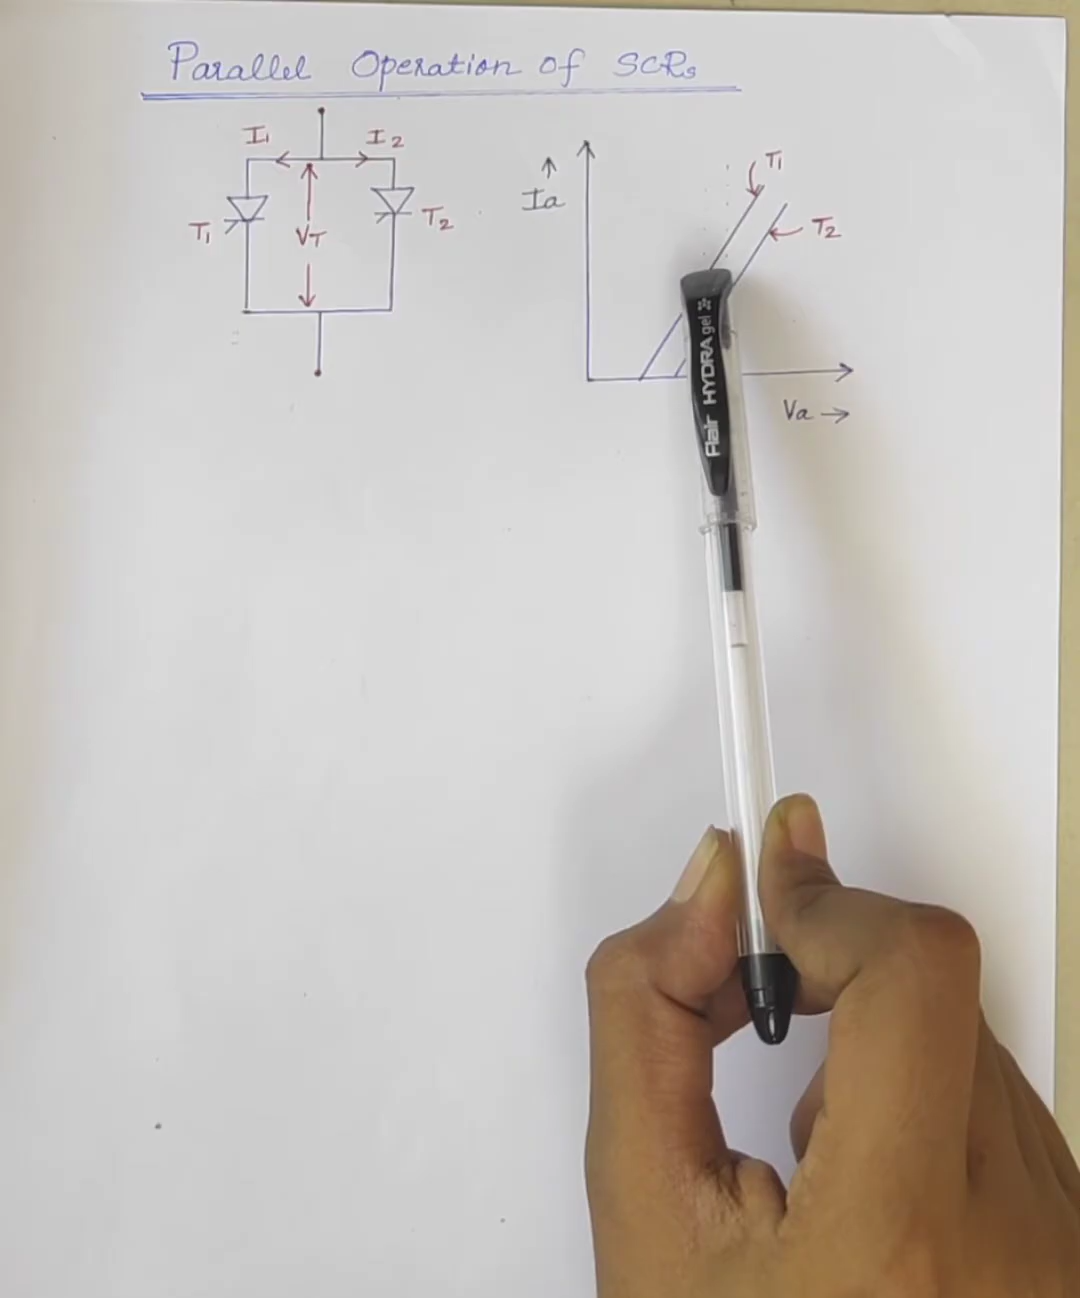 Parallel Operation of SCRs
I1 I2
T1 VT T2
Ia
T1
T2
Va
Flair HYDRA gel